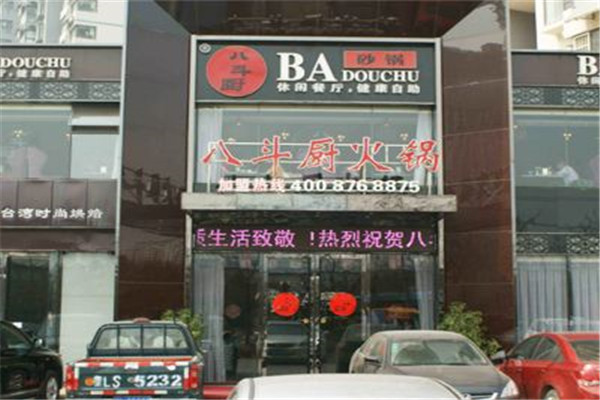 ®
八斗厨
BA DOUCHU
砂锅
休闲餐厅，健康自助
BA
休闲餐厅，健康自助
八斗厨火锅
加盟热线 400 876 8875
台湾时尚烘焙
生活致敬 ！热烈祝贺八
LS 5232